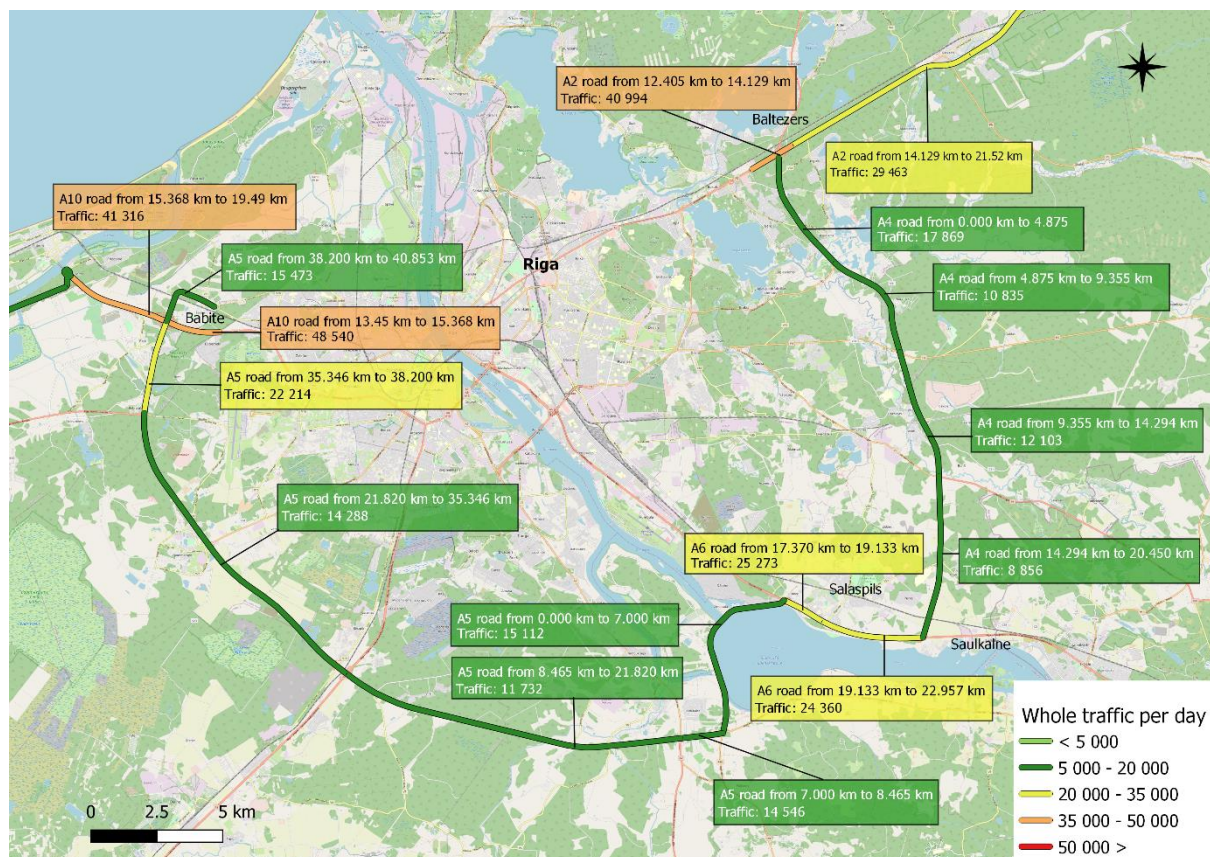 A2 road from 12.405 km to 14.129 km
Traffic: 40 994
Baltezers
A2 road from 14.129 km to 21.52 km
Traffic: 29 463
A10 road from 15.368 km to 19.49 km
Traffic: 41 316
A4 road from 0.000 km to 4.875
Traffic: 17 869
A5 road from 38.200 km to 40.853 km
Traffic: 15 473
Riga
A4 road from 4.875 km to 9.355 km
Traffic: 10 835
Babite
A10 road from 13.45 km to 15.368 km
Traffic: 48 540
A5 road from 35.346 km to 38.200 km
Traffic: 22 214
A4 road from 9.355 km to 14.294 km
Traffic: 12 103
A5 road from 21.820 km to 35.346 km
Traffic: 14 288
A6 road from 17.370 km to 19.133 km
Traffic: 25 273
A4 road from 14.294 km to 20.450 km
Traffic: 8 856
Salaspils
A5 road from 0.000 km to 7.000 km
Traffic: 15 112
Saulkalne
A5 road from 8.465 km to 21.820 km
Traffic: 11 732
A6 road from 19.133 km to 22.957 km
Traffic: 24 360
A5 road from 7.000 km to 8.465 km
Traffic: 14 546
0 2.5 5 km
Whole traffic per day
< 5 000
5 000 - 20 000
20 000 - 35 000
35 000 - 50 000
50 000 >